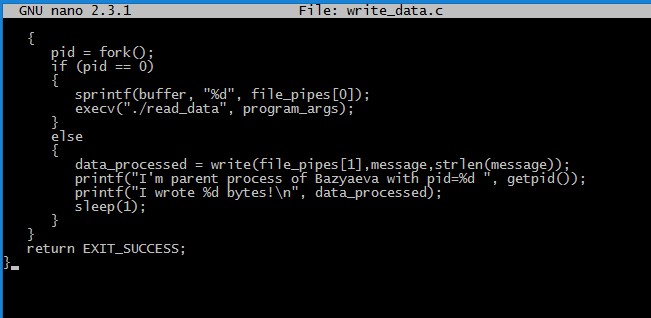 GNU nano 2.3.1 File: write_data.c
{
pid = fork();
if (pid == 0)
{
sprintf(buffer, "%d", file_pipes[0]);
execv("./read_data", program_args);
}
else
{
data_processed = write(file_pipes[1],message,strlen(message));
printf("I'm parent process of Bazyaeva with pid=%d ", getpid());
printf("I wrote %d bytes!\n", data_processed);
sleep(1);
}
}
return EXIT_SUCCESS;
}